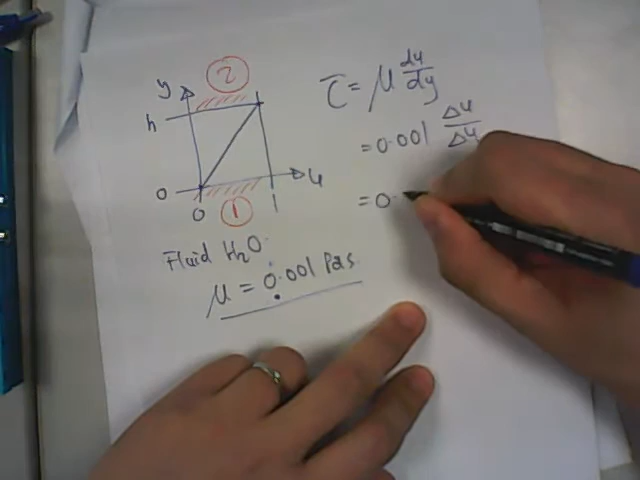 y
2
h
0
0
1
1
u
Fluid H₂O
μ = 0.001 Pas
τ = μ du/dy
= 0.001 Δu/Δy
= 0.